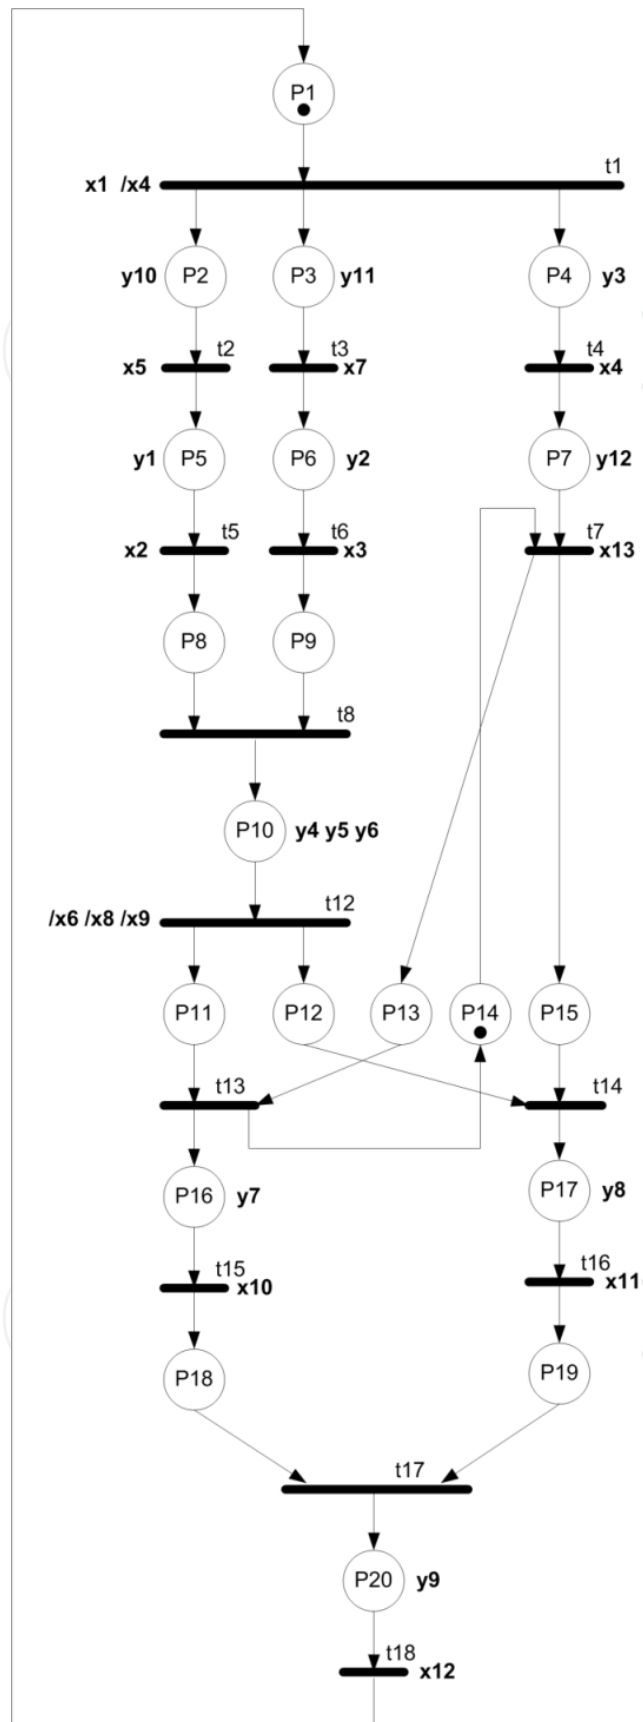 P1
t1
x1 /x4
y10 P2 P3 y11 P4 y3
t2 t3 t4
x5 x7 x4
y1 P5 P6 y2 P7 y12
t5 t6 t7
x2 x3 x13
P8 P9
t8
P10 y4 y5 y6
t12
/x6 /x8 /x9
P11 P12 P13 P14 P15
t13 t14
P16 y7 P17 y8
t15 t16
x10 x11
P18 P19
t17
P20 y9
t18
x12